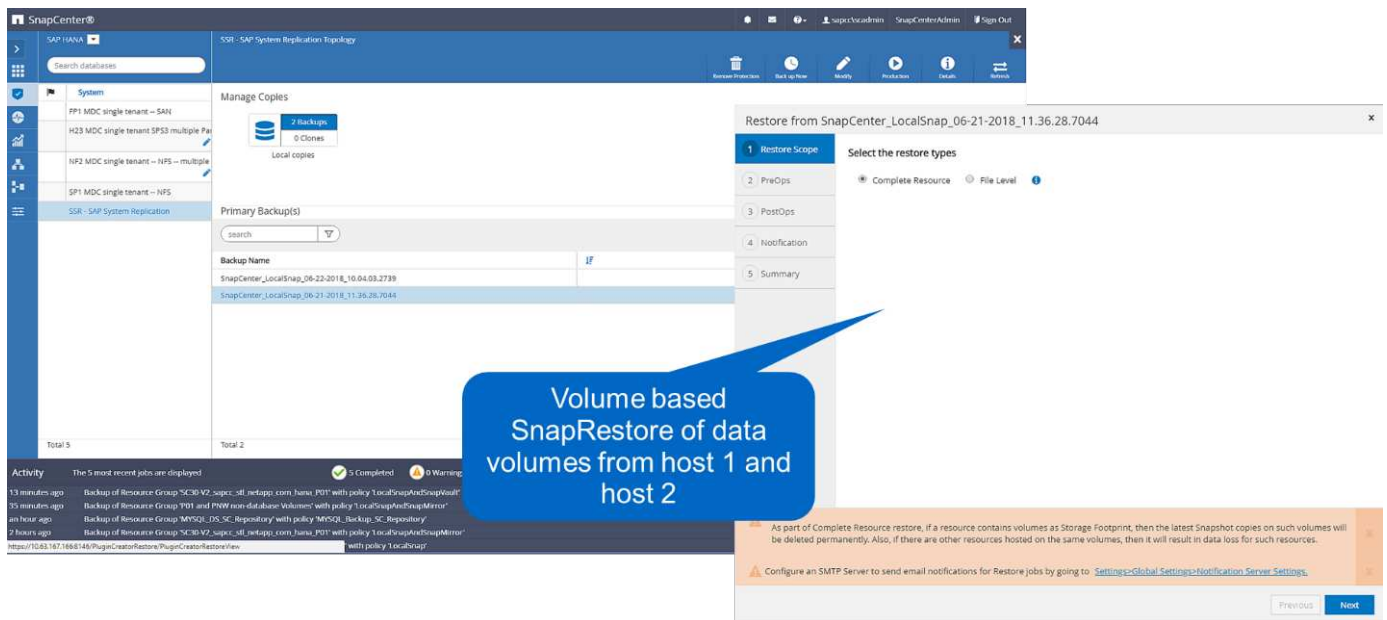 SnapCenter®
sapcc\scadmin SnapCenterAdmin Sign Out
SAP HANA
SSR - SAP System Replication Topology
Search databases
Remove Protection Back up Now Modify Production Details Refresh
System
FP1 MDC single tenant -- SAN
H23 MDC single tenant SPS3 multiple Par
NF2 MDC single tenant -- NFS -- multiple
SP1 MDC single tenant -- NFS
SSR - SAP System Replication
Total 5
Manage Copies
2 Backups
0 Clones
Local copies
Primary Backup(s)
search
Backup Name
SnapCenter_LocalSnap_06-22-2018_10.04.03.2739
SnapCenter_LocalSnap_06-21-2018_11.36.28.7044
Total 2
Restore from SnapCenter_LocalSnap_06-21-2018_11.36.28.7044 x
1 Restore Scope
2 PreOps
3 PostOps
4 Notification
5 Summary
Select the restore types
Complete Resource File Level
Volume based
SnapRestore of data
volumes from host 1 and
host 2
Activity The 5 most recent jobs are displayed 5 Completed 0 Warning
13 minutes ago Backup of Resource Group 'SC30-V2_sapcc_stl_netapp_com_hana_P01' with policy 'LocalSnapAndSnapVault'
35 minutes ago Backup of Resource Group 'P01 and PNW non-database Volumes' with policy 'LocalSnapAndSnapMirror'
an hour ago Backup of Resource Group 'MYSQL_DS_SC_Repository' with policy 'MYSQL_Backup_SC_Repository'
2 hours ago Backup of Resource Group 'SC30-V2_sapcc_stl_netapp_com_hana_P01' with policy 'LocalSnapAndSnapMirror'
https://10.63.167.166:8146/PluginCreatorRestore/PluginCreatorRestoreView with policy 'LocalSnap'
As part of Complete Resource restore, if a resource contains volumes as Storage Footprint, then the latest Snapshot copies on such volumes will
be deleted permanently. Also, if there are other resources hosted on the same volumes, then it will result in data loss for such resources.
Configure an SMTP Server to send email notifications for Restore jobs by going to Settings>Global Settings>Notification Server Settings.
Previous Next